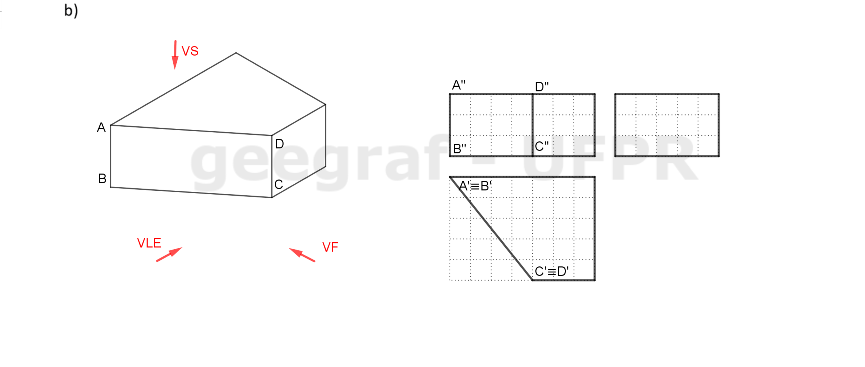 b)
VS
A
D
B
C
VLE
VF
A" D"
B" C"
A'≡B'
C'≡D'
geegraf - UFPR